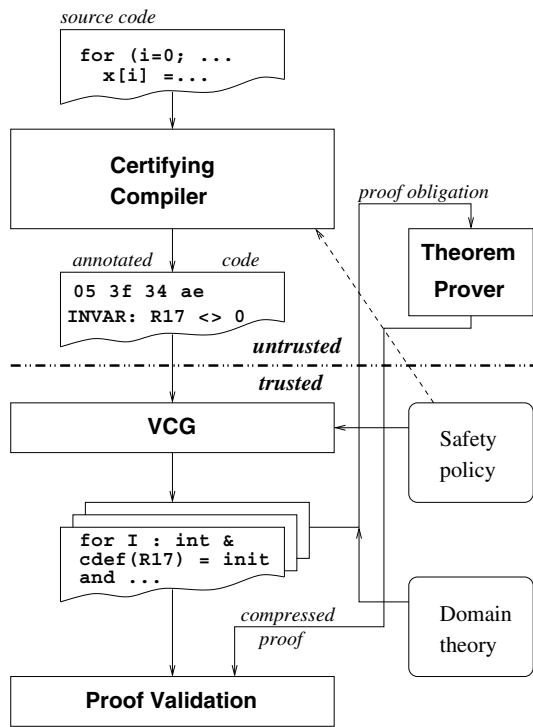 source code
for (i=0; ...
x[i] =...
Certifying
Compiler
proof obligation
annotated code
Theorem
Prover
05 3f 34 ae
INVAR: R17 <> 0
untrusted
trusted
VCG
Safety
policy
for I : int &
cdef(R17) = init
and ...
compressed
proof
Domain
theory
Proof Validation